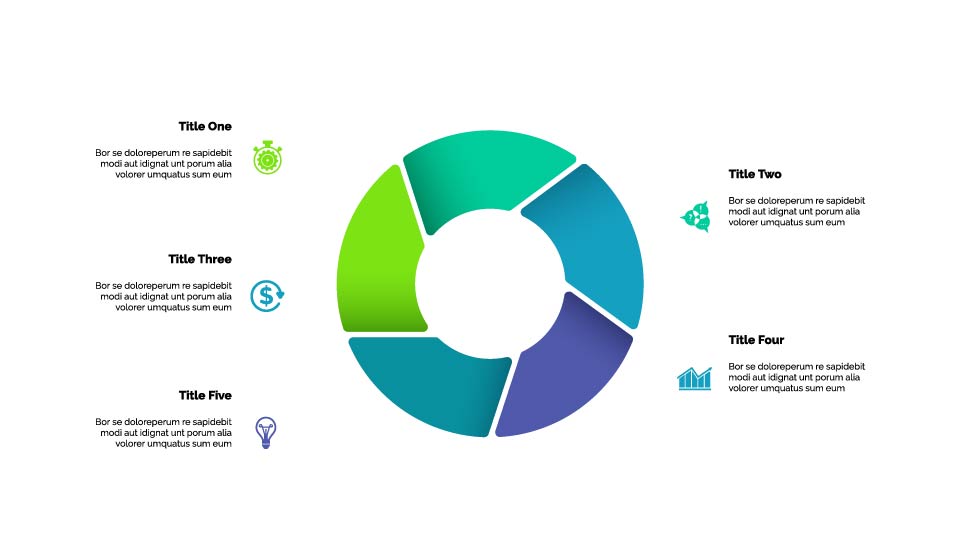 Title One
Bor se doloreperum re sapidebit
modi aut idignat unt porum alia
volorer umquatus sum eum
Title Two
Bor se doloreperum re sapidebit
modi aut idignat unt porum alia
volorer umquatus sum eum
Title Three
Bor se doloreperum re sapidebit
modi aut idignat unt porum alia
volorer umquatus sum eum
Title Four
Bor se doloreperum re sapidebit
modi aut idignat unt porum alia
volorer umquatus sum eum
Title Five
Bor se doloreperum re sapidebit
modi aut idignat unt porum alia
volorer umquatus sum eum